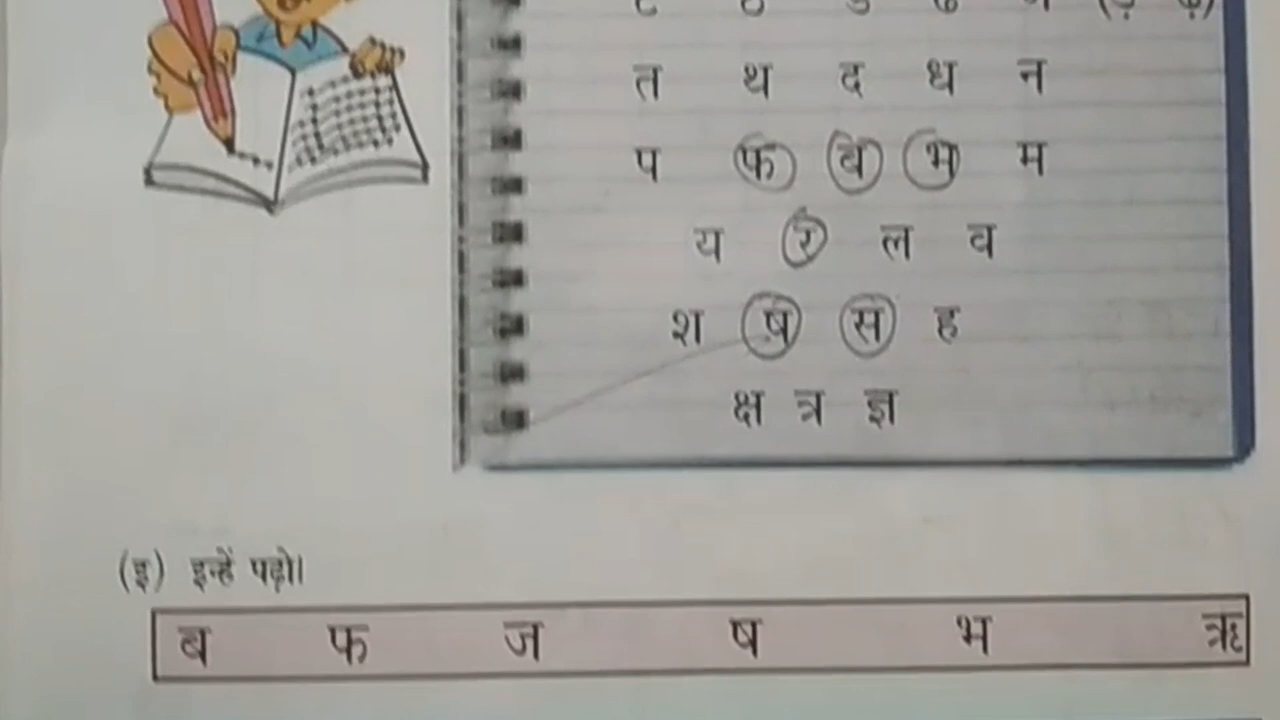 त थ द ध न
प फ ब भ म
य र ल व
श ष स ह
क्ष त्र ज्ञ
(इ) इन्हें पढ़ो।
ब फ ज ष भ ऋ